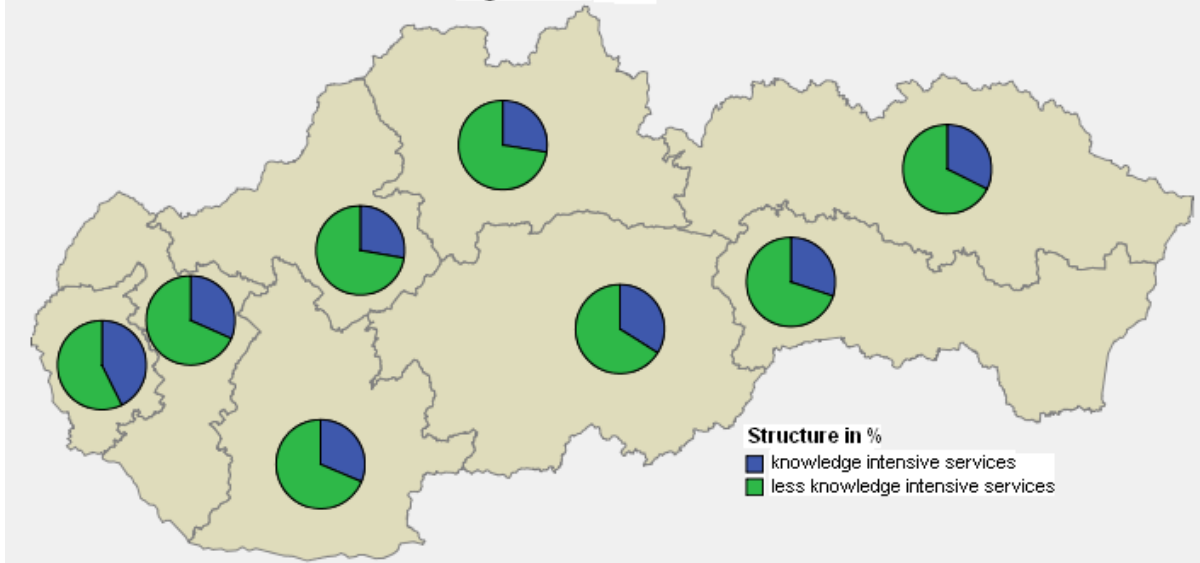 Structure in %
knowledge intensive services
less knowledge intensive services